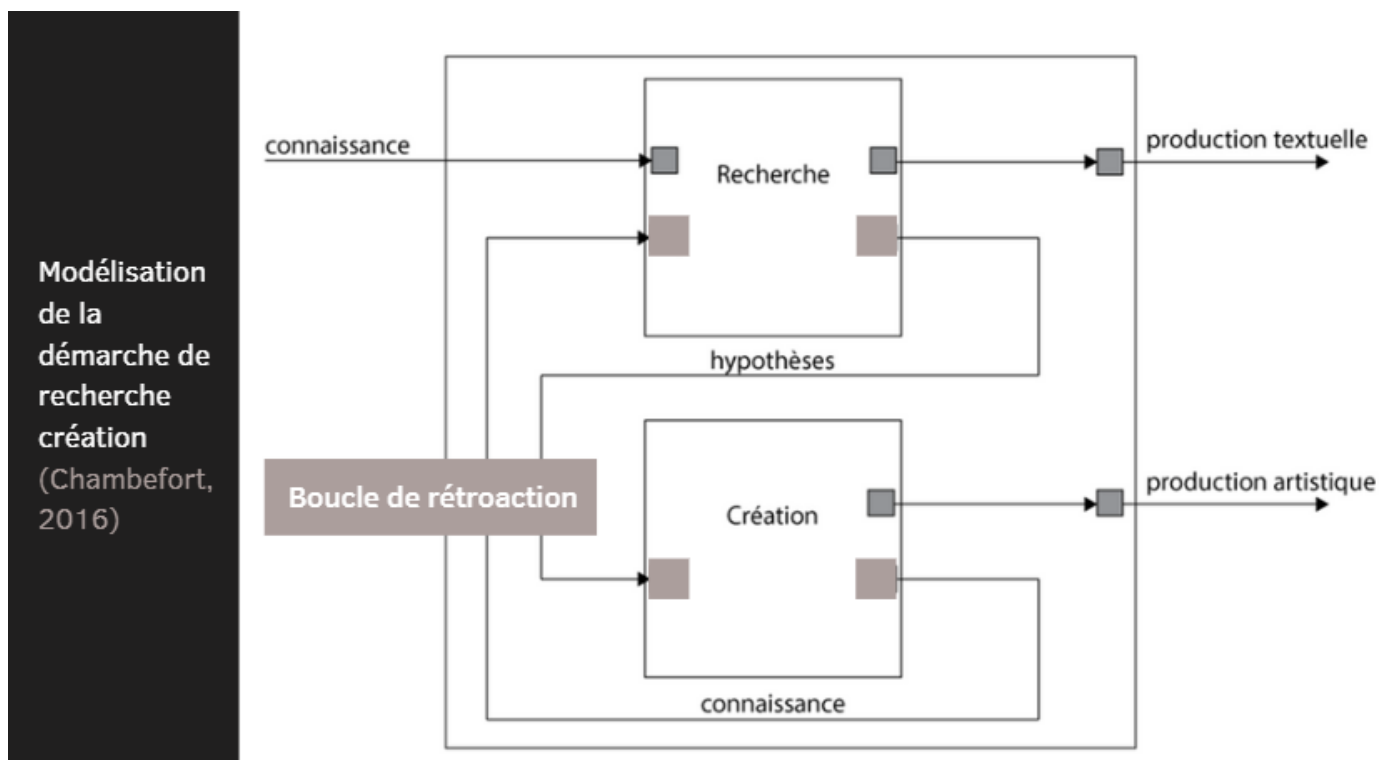 Modélisation
de la
démarche de
recherche
création
(Chambefort,
2016)
connaissance
Recherche
production textuelle
hypothèses
Boucle de rétroaction
Création
production artistique
connaissance